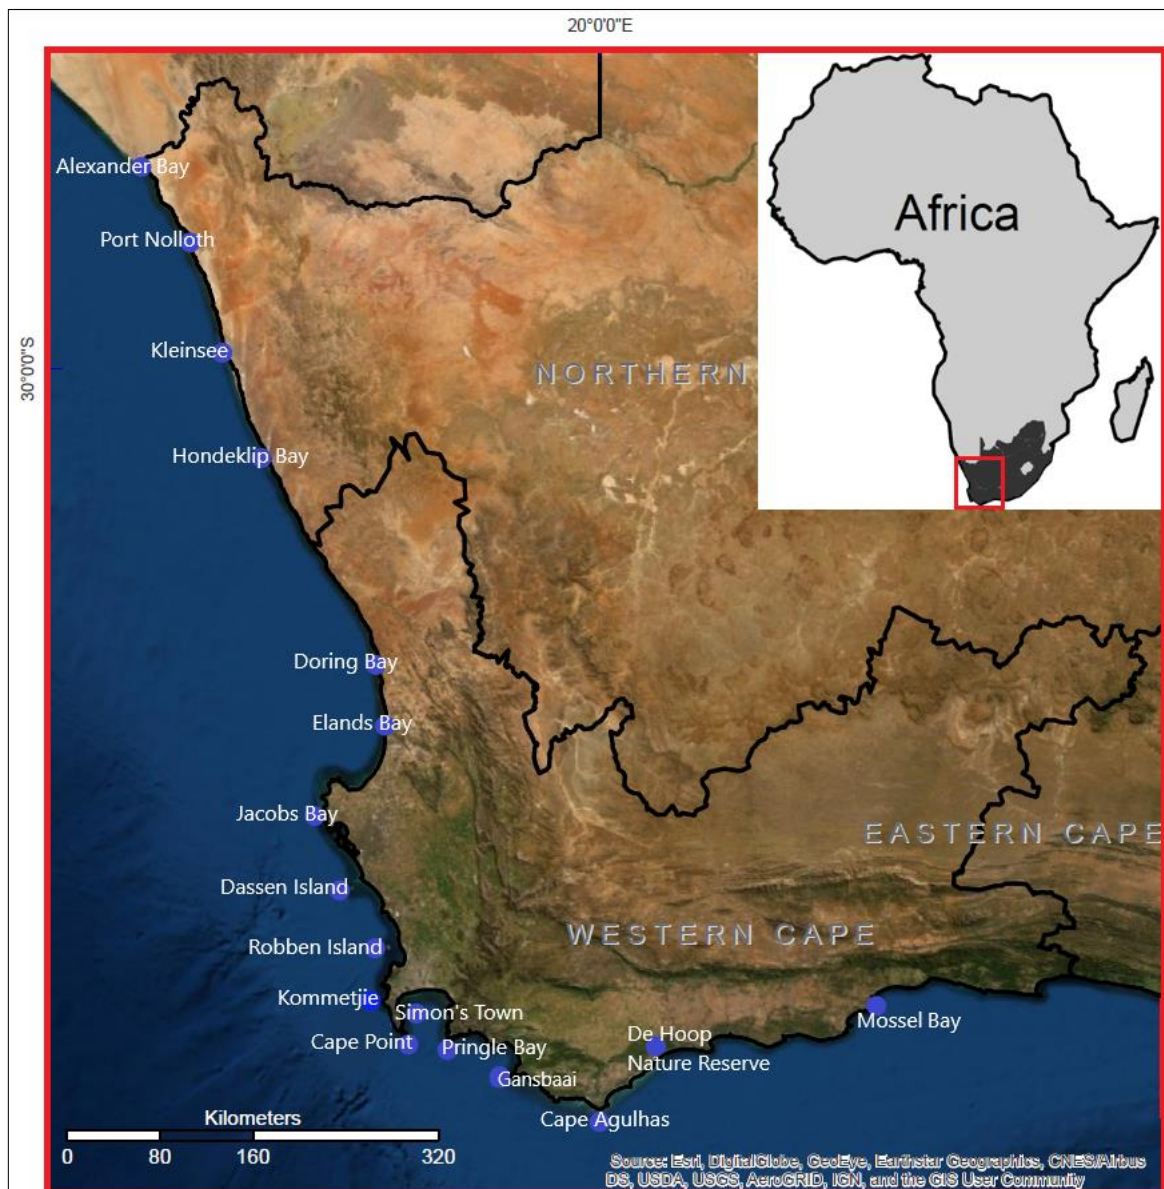 20°0'0"E
Africa
Alexander Bay
Port Nolloth
30°0'0"S
Kleinsee
NORTHERN
Hondeklip Bay
Doring Bay
Elands Bay
Jacobs Bay
EASTERN CAPE
Dassen Island
WESTERN CAPE
Robben Island
Kommetjie
Simon's Town
Mossel Bay
Cape Point
Pringle Bay
De Hoop
Nature Reserve
Gansbaai
Cape Agulhas
Kilometers
0 80 160 320
Source: Esri, DigitalGlobe, GeoEye, Earthstar Geographics, CNES/Airbus
DS, USDA, USGS, AeroGRID, IGN, and the GIS User Community